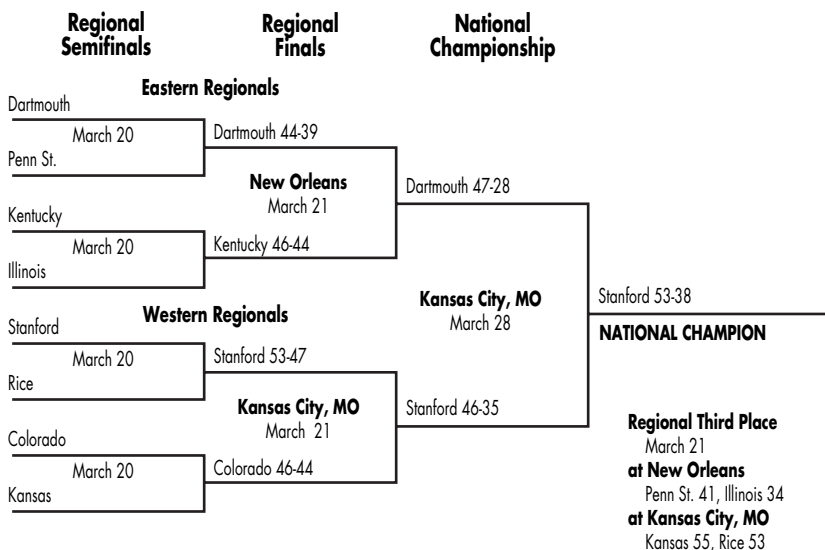 Regional
Semifinals
Regional
Finals
National
Championship
Eastern Regionals
Dartmouth
March 20
Penn St.
Dartmouth 44-39
New Orleans
March 21
Kentucky
March 20
Illinois
Kentucky 46-44
Dartmouth 47-28
Western Regionals
Stanford
March 20
Rice
Stanford 53-47
Kansas City, MO
March 21
Colorado
March 20
Kansas
Colorado 46-44
Stanford 46-35
Kansas City, MO
March 28
Stanford 53-38
NATIONAL CHAMPION
Regional Third Place
March 21
at New Orleans
Penn St. 41, Illinois 34
at Kansas City, MO
Kansas 55, Rice 53